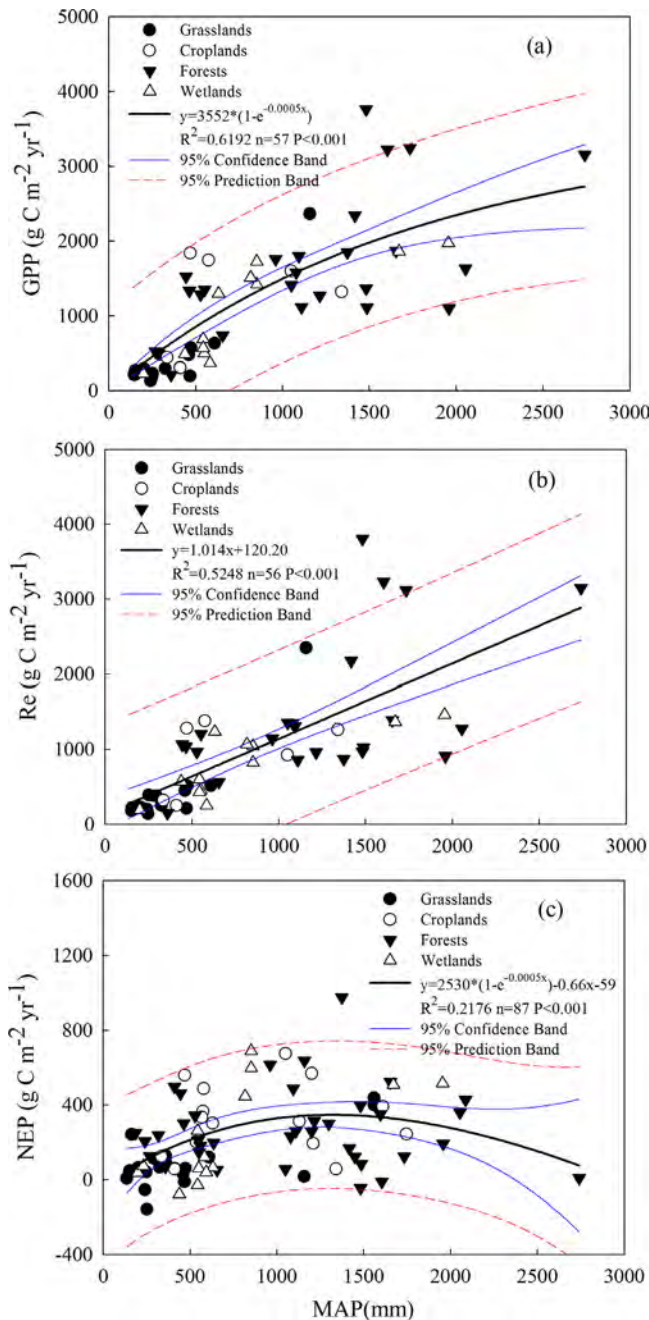 5000
(a)
Grasslands
Croplands
Forests
Wetlands
y=3552*(1-e^-0.0005x)
R²=0.6192 n=57 P<0.001
95% Confidence Band
95% Prediction Band
4000
3000
2000
1000
0
GPP (g C m⁻² yr⁻¹)
0 500 1000 1500 2000 2500 3000
5000
(b)
Grasslands
Croplands
Forests
Wetlands
y=1.014x+120.20
R²=0.5248 n=56 P<0.001
95% Confidence Band
95% Prediction Band
4000
3000
2000
1000
0
Re (g C m⁻² yr⁻¹)
0 500 1000 1500 2000 2500 3000
1600
(c)
Grasslands
Croplands
Forests
Wetlands
y=2530*(1-e^-0.0005x)-0.66x-59
R²=0.2176 n=87 P<0.001
95% Confidence Band
95% Prediction Band
1200
800
400
0
-400
NEP (g C m⁻² yr⁻¹)
0 500 1000 1500 2000 2500 3000
MAP(mm)